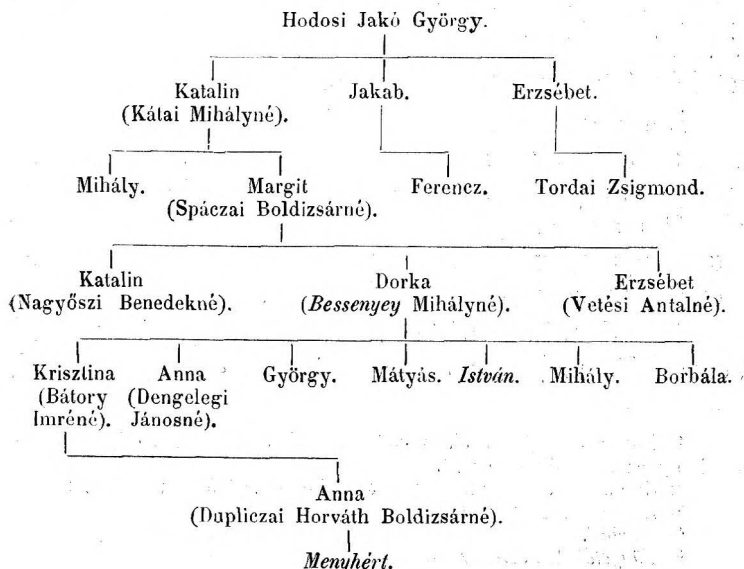 Hodosi Jakó György.
Katalin Jakab. Erzsébet.
(Kátai Mihályné).
Mihály. Margit Ferencz. Tordai Zsigmond.
(Spáczai Boldizsárné).
Katalin Dorka Erzsébet
(Nagyőszi Benedekné). (Bessenyey Mihályné). (Vetési Antalné).
Krisztina Anna György. Mátyás. István. Mihály. Borbála.
(Bátory (Dengelegi
Imréné). Jánosné).
Anna
(Dupliczai Horváth Boldizsárné).
Menyhért.